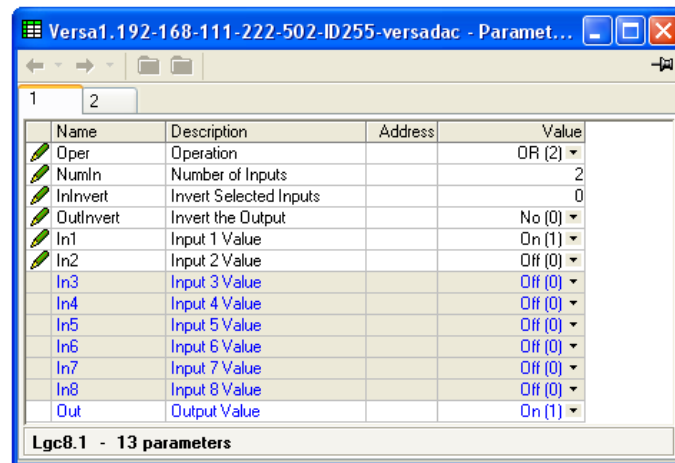 Versa1.192-168-111-222-502-ID255-versadac - Paramet...
1 2
Name Description Address Value
Oper Operation OR (2)
NumIn Number of Inputs 2
InInvert Invert Selected Inputs 0
OutInvert Invert the Output No (0)
In1 Input 1 Value On (1)
In2 Input 2 Value Off (0)
In3 Input 3 Value Off (0)
In4 Input 4 Value Off (0)
In5 Input 5 Value Off (0)
In6 Input 6 Value Off (0)
In7 Input 7 Value Off (0)
In8 Input 8 Value Off (0)
Out Output Value On (1)
Lgc8.1 - 13 parameters